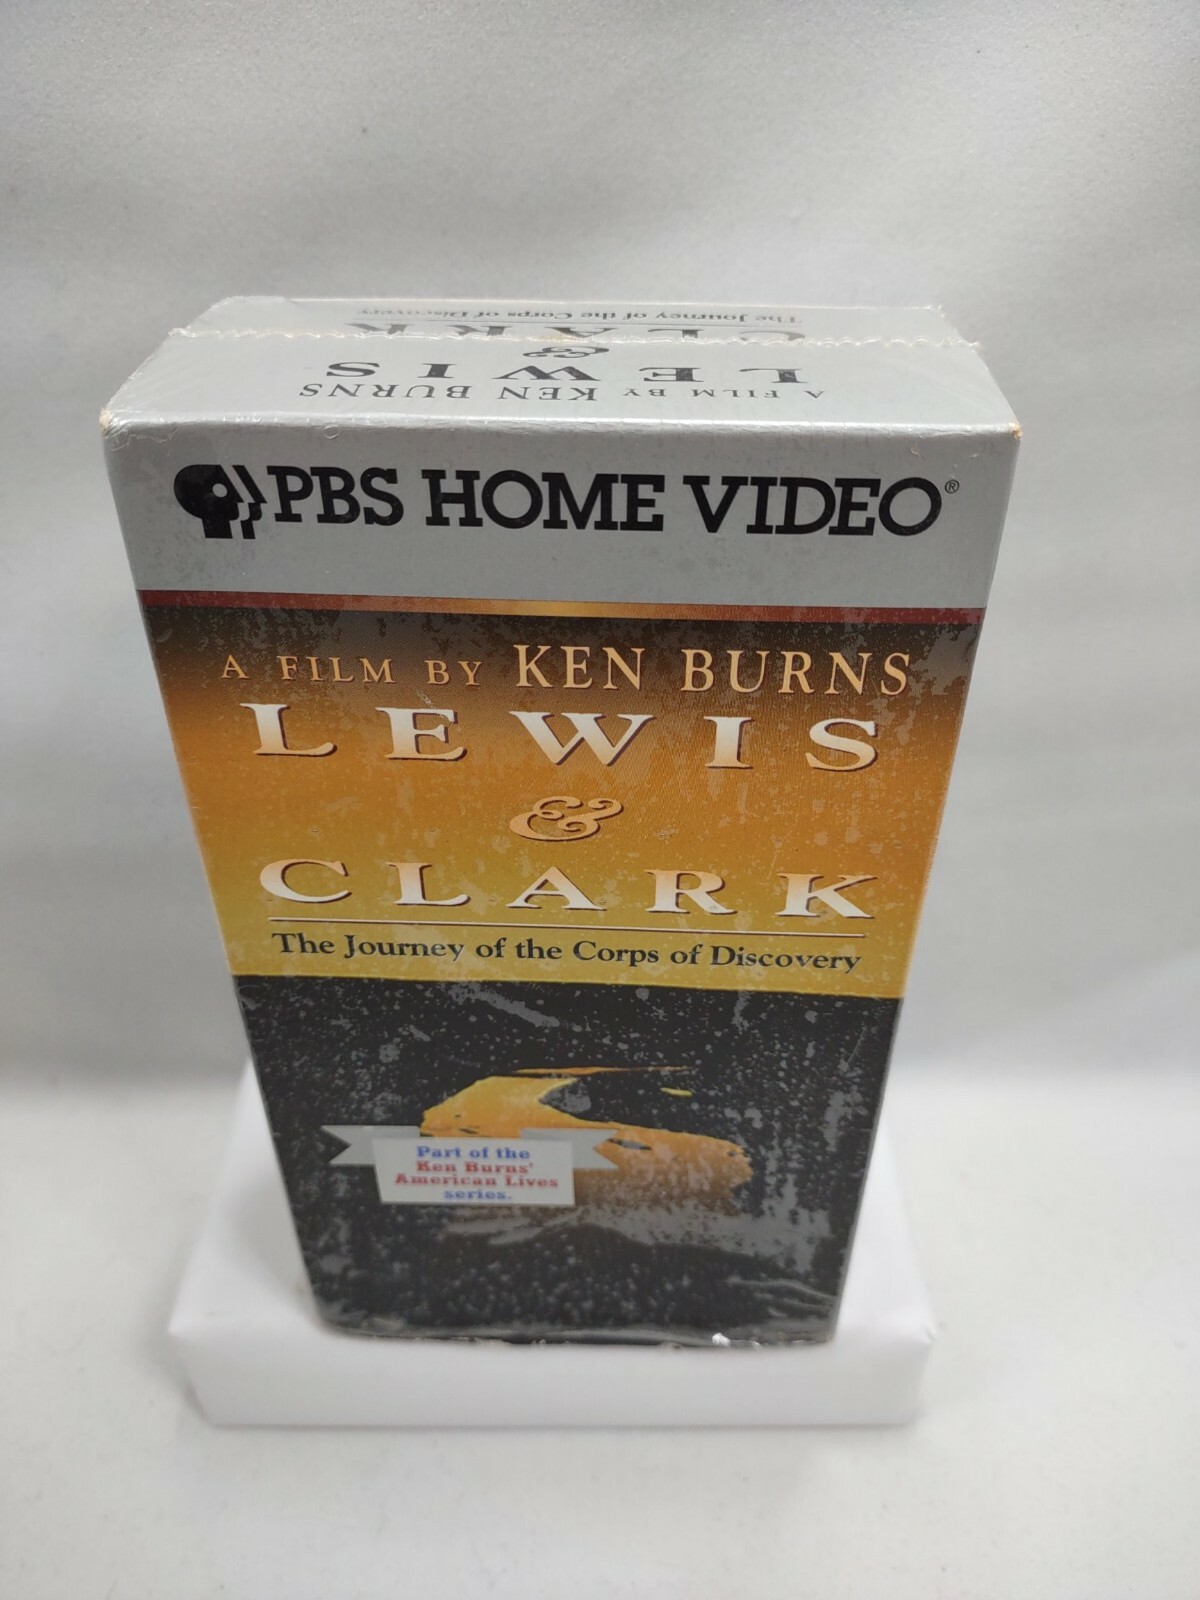 The Journey of the Corps of Discovery
CLARK
&
LEWIS
A FILM BY KEN BURNS
PBS HOME VIDEO®
A FILM BY KEN BURNS
LEWIS
&
CLARK
The Journey of the Corps of Discovery
Part of the
Ken Burns'
American Lives
series.